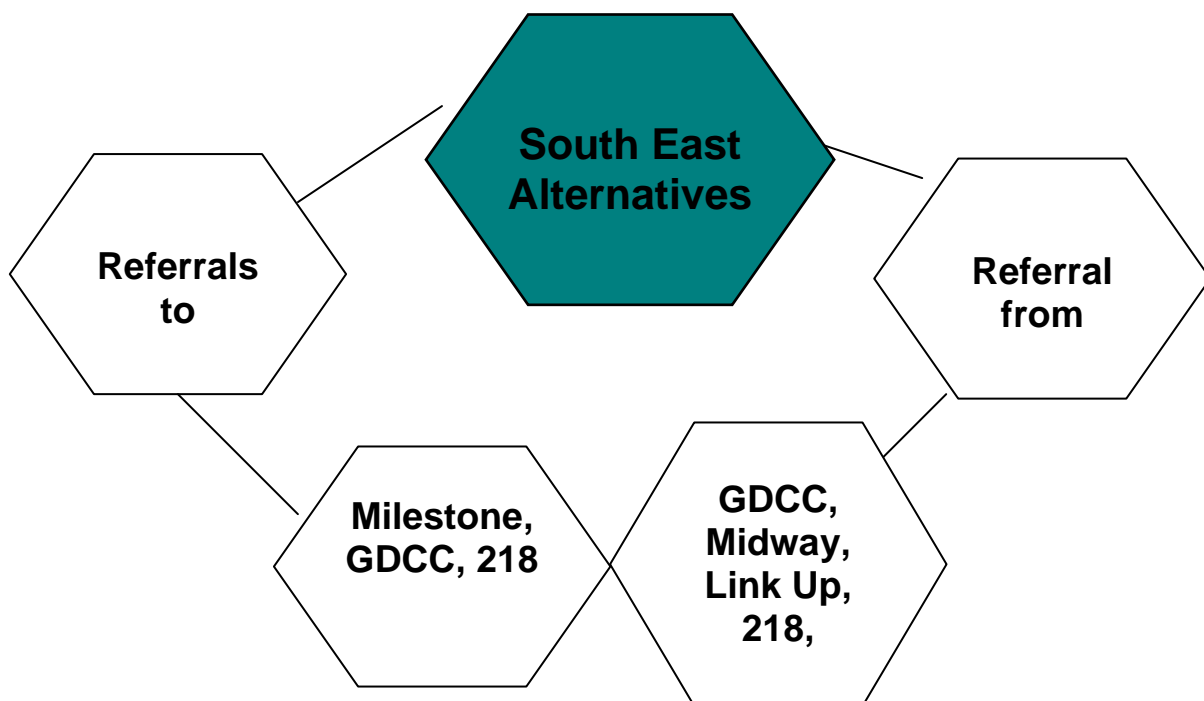 South East
Alternatives
Referrals
to
Referral
from
Milestone,
GDCC, 218
GDCC,
Midway,
Link Up,
218,